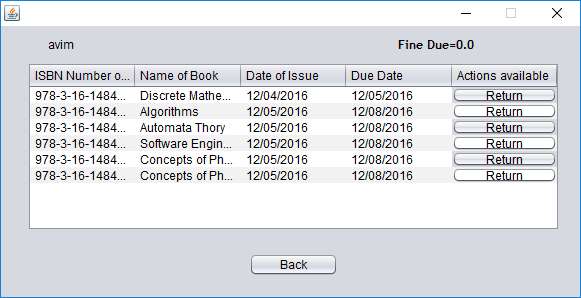 avim Fine Due=0.0
ISBN Number o... Name of Book Date of Issue Due Date Actions available
978-3-16-1484... Discrete Mathe... 12/04/2016 12/05/2016 Return
978-3-16-1484... Algorithms 12/05/2016 12/08/2016 Return
978-3-16-1484... Automata Thory 12/05/2016 12/08/2016 Return
978-3-16-1484... Software Engin... 12/05/2016 12/08/2016 Return
978-3-16-1484... Concepts of Ph... 12/05/2016 12/08/2016 Return
978-3-16-1484... Concepts of Ph... 12/05/2016 12/08/2016 Return
Back